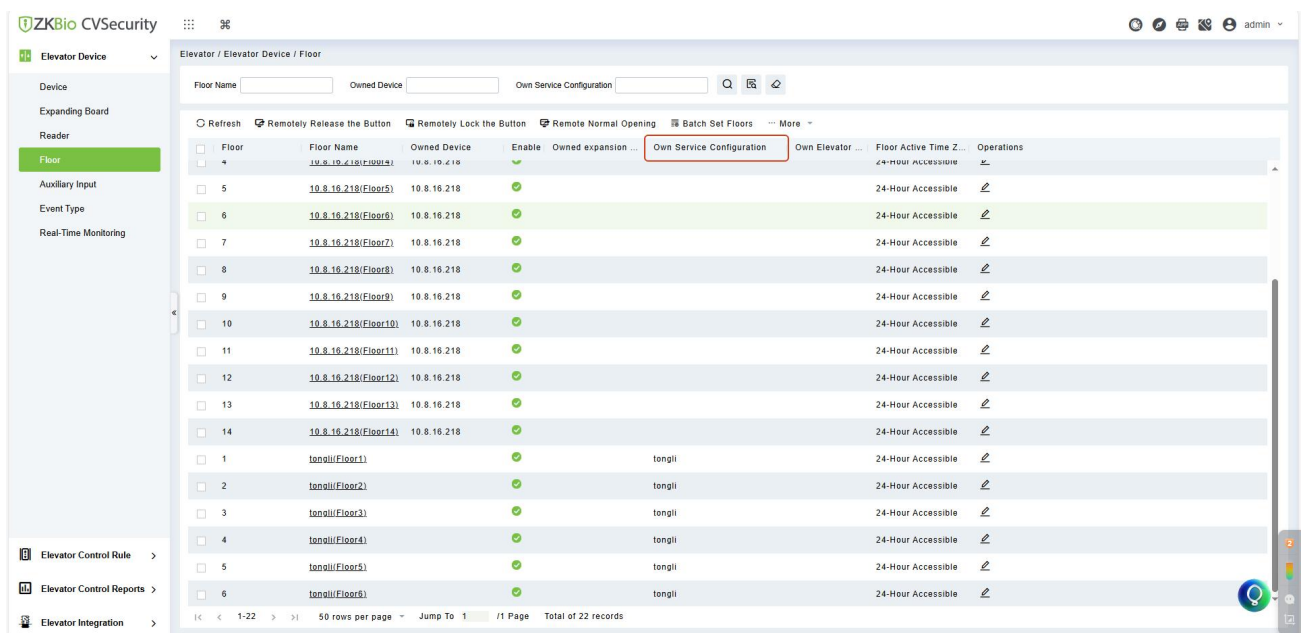 ZKBio CVSecurity
admin
Elevator Device
Elevator / Elevator Device / Floor
Device
Expanding Board
Reader
Floor
Auxiliary Input
Event Type
Real-Time Monitoring
Elevator Control Rule
Elevator Control Reports
Elevator Integration
Floor Name Owned Device Own Service Configuration
Refresh Remotely Release the Button Remotely Lock the Button Remote Normal Opening Batch Set Floors ··· More
Floor Floor Name Owned Device Enable Owned expansion ... Own Service Configuration Own Elevator ... Floor Active Time Z... Operations
4 10.8.16.218(Floor4) 10.8.16.218 24-Hour Accessible
5 10.8.16.218(Floor5) 10.8.16.218 24-Hour Accessible
6 10.8.16.218(Floor6) 10.8.16.218 24-Hour Accessible
7 10.8.16.218(Floor7) 10.8.16.218 24-Hour Accessible
8 10.8.16.218(Floor8) 10.8.16.218 24-Hour Accessible
9 10.8.16.218(Floor9) 10.8.16.218 24-Hour Accessible
10 10.8.16.218(Floor10) 10.8.16.218 24-Hour Accessible
11 10.8.16.218(Floor11) 10.8.16.218 24-Hour Accessible
12 10.8.16.218(Floor12) 10.8.16.218 24-Hour Accessible
13 10.8.16.218(Floor13) 10.8.16.218 24-Hour Accessible
14 10.8.16.218(Floor14) 10.8.16.218 24-Hour Accessible
1 tongli(Floor1) tongli 24-Hour Accessible
2 tongli(Floor2) tongli 24-Hour Accessible
3 tongli(Floor3) tongli 24-Hour Accessible
4 tongli(Floor4) tongli 24-Hour Accessible
5 tongli(Floor5) tongli 24-Hour Accessible
6 tongli(Floor6) tongli 24-Hour Accessible
1-22 50 rows per page Jump To 1 /1 Page Total of 22 records